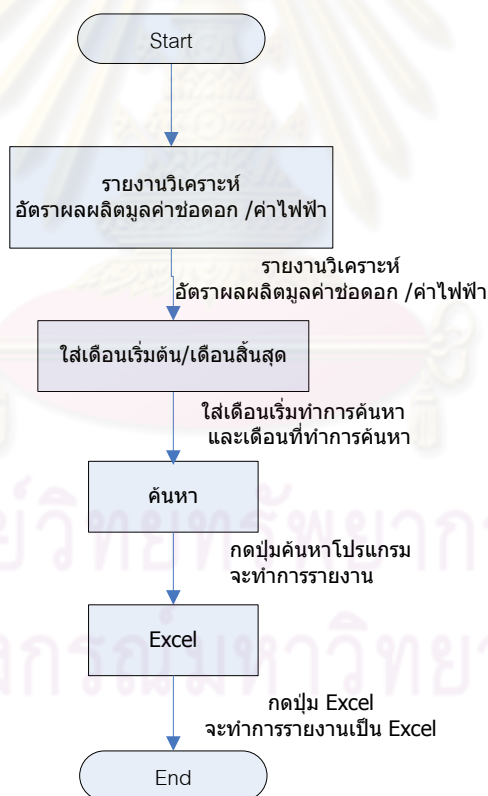 Start
รายงานวิเคราะห์
อัตราผลผลิตมูลค่าช่อดอก /ค่าไฟฟ้า
รายงานวิเคราะห์
อัตราผลผลิตมูลค่าช่อดอก /ค่าไฟฟ้า
ใส่เดือนเริ่มต้น/เดือนสิ้นสุด
ใส่เดือนเริ่มทำการค้นหา
และเดือนที่ทำการค้นหา
ค้นหา
กดปุ่มค้นหาโปรแกรม
จะทำการรายงาน
Excel
กดปุ่ม Excel
จะทำการรายงานเป็น Excel
End